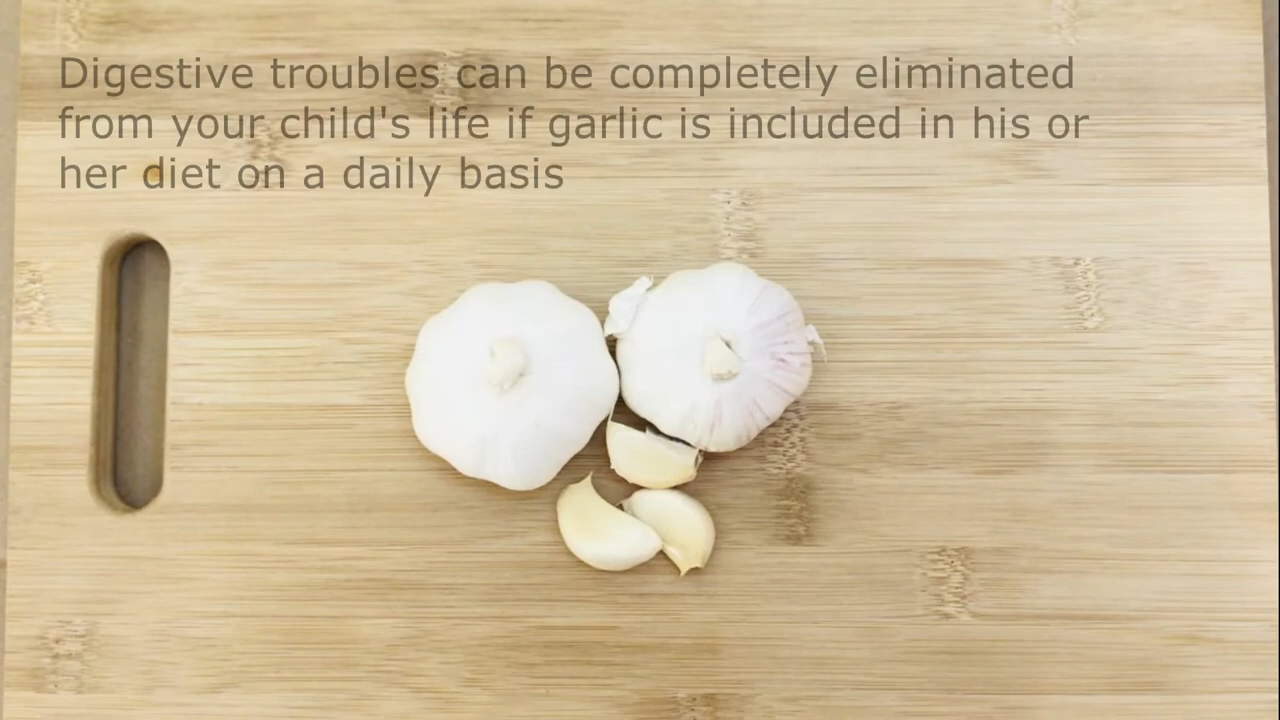 Digestive troubles can be completely eliminated
from your child's life if garlic is included in his or
her diet on a daily basis